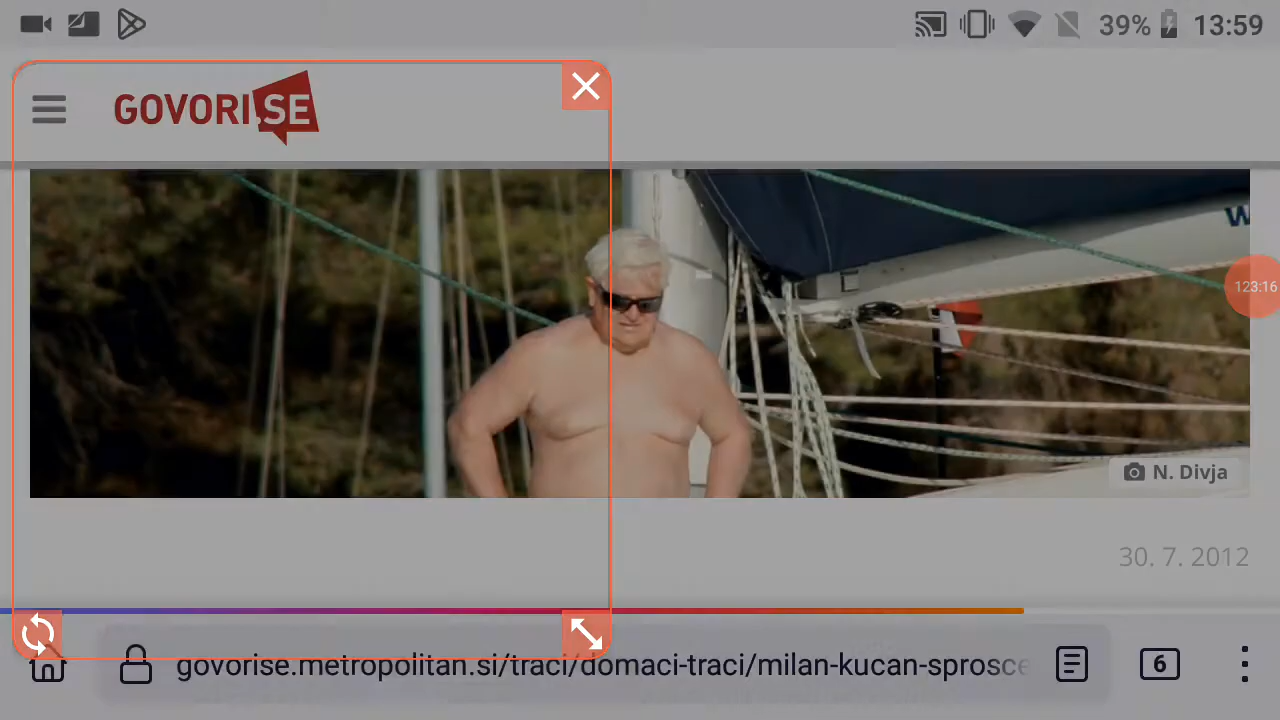 39% 13:59
GOVORI.SE
W
123:16
N. Divja
30. 7. 2012
govorise.metropolitan.si/traci/domaci-traci/milan-kucan-sprosce
6